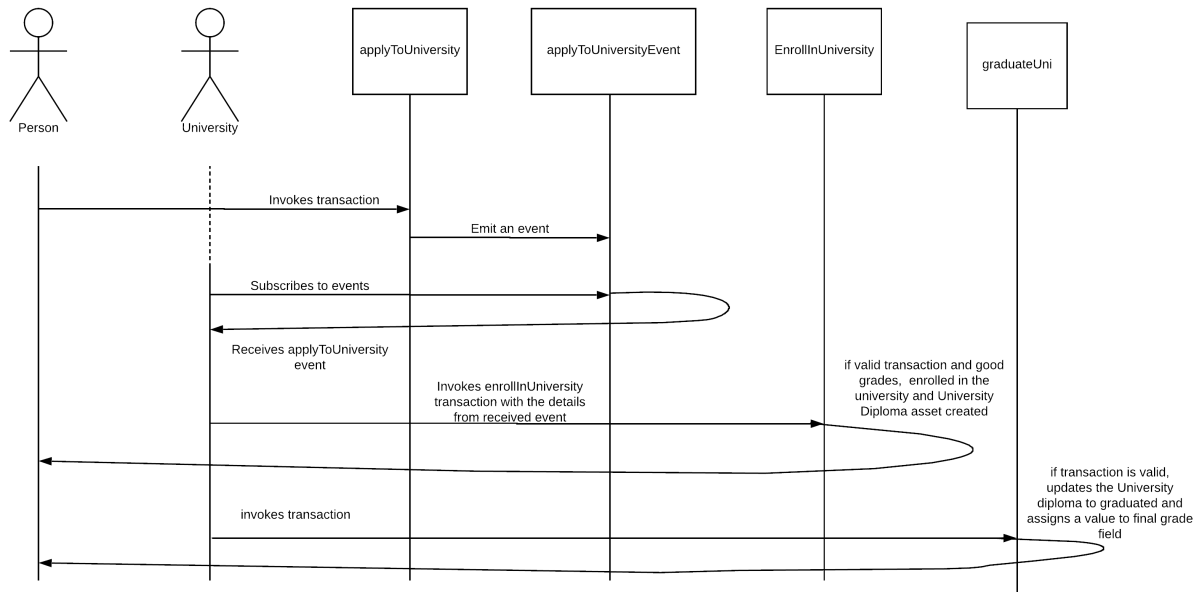 Person
University
applyToUniversity
applyToUniversityEvent
EnrollInUniversity
graduateUni
Invokes transaction
Emit an event
Subscribes to events
Receives applyToUniversity
event
Invokes enrollInUniversity
transaction with the details
from received event
if valid transaction and good
grades, enrolled in the
university and University
Diploma asset created
if transaction is valid,
updates the University
diploma to graduated and
assigns a value to final grade
field
invokes transaction